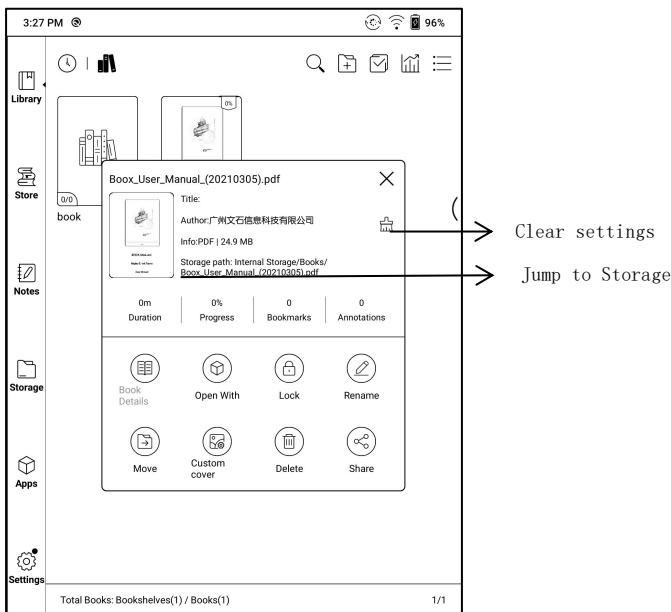 3:27 PM
96%
Library
Store
Notes
Storage
Apps
Settings
0%
0/0
book
Boox_User_Manual_(20210305).pdf
Title:
Author:广州文石信息科技有限公司
Info:PDF | 24.9 MB
Storage path: Internal Storage/Books/
Boox_User_Manual_(20210305).pdf
Clear settings
Jump to Storage
0m
Duration
0%
Progress
0
Bookmarks
0
Annotations
Book
Details
Open With
Lock
Rename
Move
Custom
cover
Delete
Share
Total Books: Bookshelves(1) / Books(1)
1/1